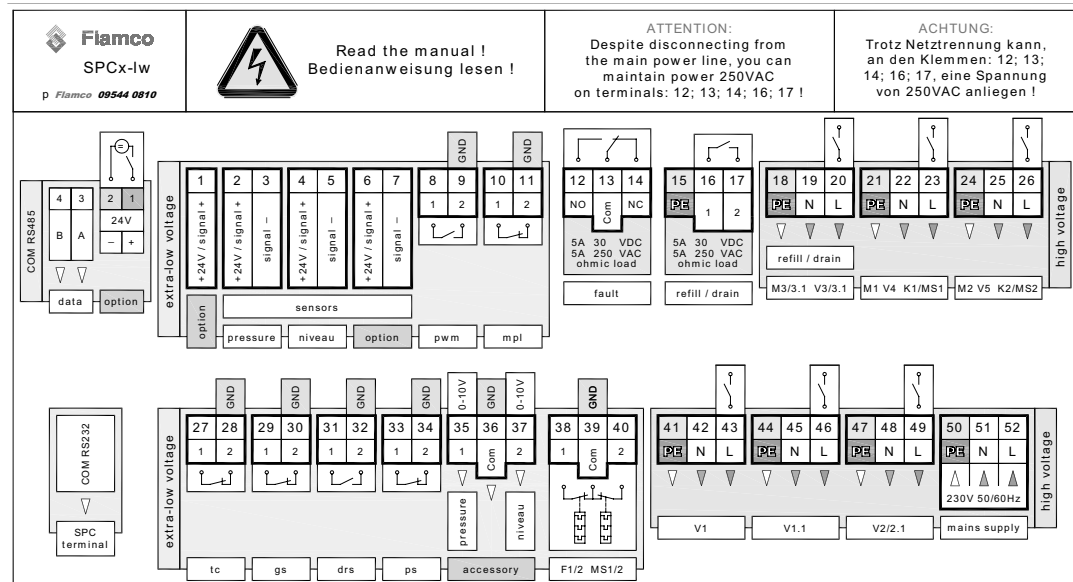 Flamco
SPCx-lw
p Flamco 09544 0810
Read the manual !
Bedienanweisung lesen !
ATTENTION:
Despite disconnecting from
the main power line, you can
maintain power 250VAC
on terminals: 12; 13; 14; 16; 17 !
ACHTUNG:
Trotz Netztrennung kann,
an den Klemmen: 12; 13;
14; 16; 17, eine Spannung
von 250VAC anliegen !
COM RS485
4 3
B A
data
2 1
24V
– +
option
extra-low voltage
1 2 3 4 5 6 7
+24V / signal +
+24V / signal +
signal –
+24V / signal +
signal –
+24V / signal +
signal –
option
sensors
pressure
niveau
option
GND
8 9
1 2
pwm
GND
10 11
1 2
mpl
12 13 14
NO Com NC
5A 30 VDC
5A 250 VAC
ohmic load
fault
15 16 17
PE 1 2
5A 30 VDC
5A 250 VAC
ohmic load
refill / drain
18 19 20
PE N L
refill / drain
M3/3.1 V3/3.1
21 22 23
PE N L
M1 V4 K1/MS1
24 25 26
PE N L
M2 V5 K2/MS2
high voltage
COM RS232
SPC
terminal
extra-low voltage
GND
27 28
1 2
tc
GND
29 30
1 2
gs
GND
31 32
1 2
drs
GND
33 34
1 2
ps
0-10V
GND
0-10V
35 36 37
1 Com 2
pressure
niveau
accessory
GND
38 39 40
1 Com 2
F1/2 MS1/2
41 42 43
PE N L
V1
44 45 46
PE N L
V1.1
47 48 49
PE N L
V2/2.1
50 51 52
PE N L
230V 50/60Hz
mains supply
high voltage